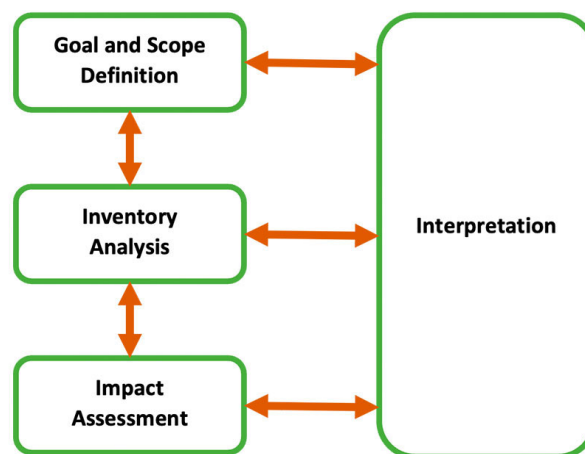 Goal and Scope
Definition
Inventory
Analysis
Interpretation
Impact
Assessment